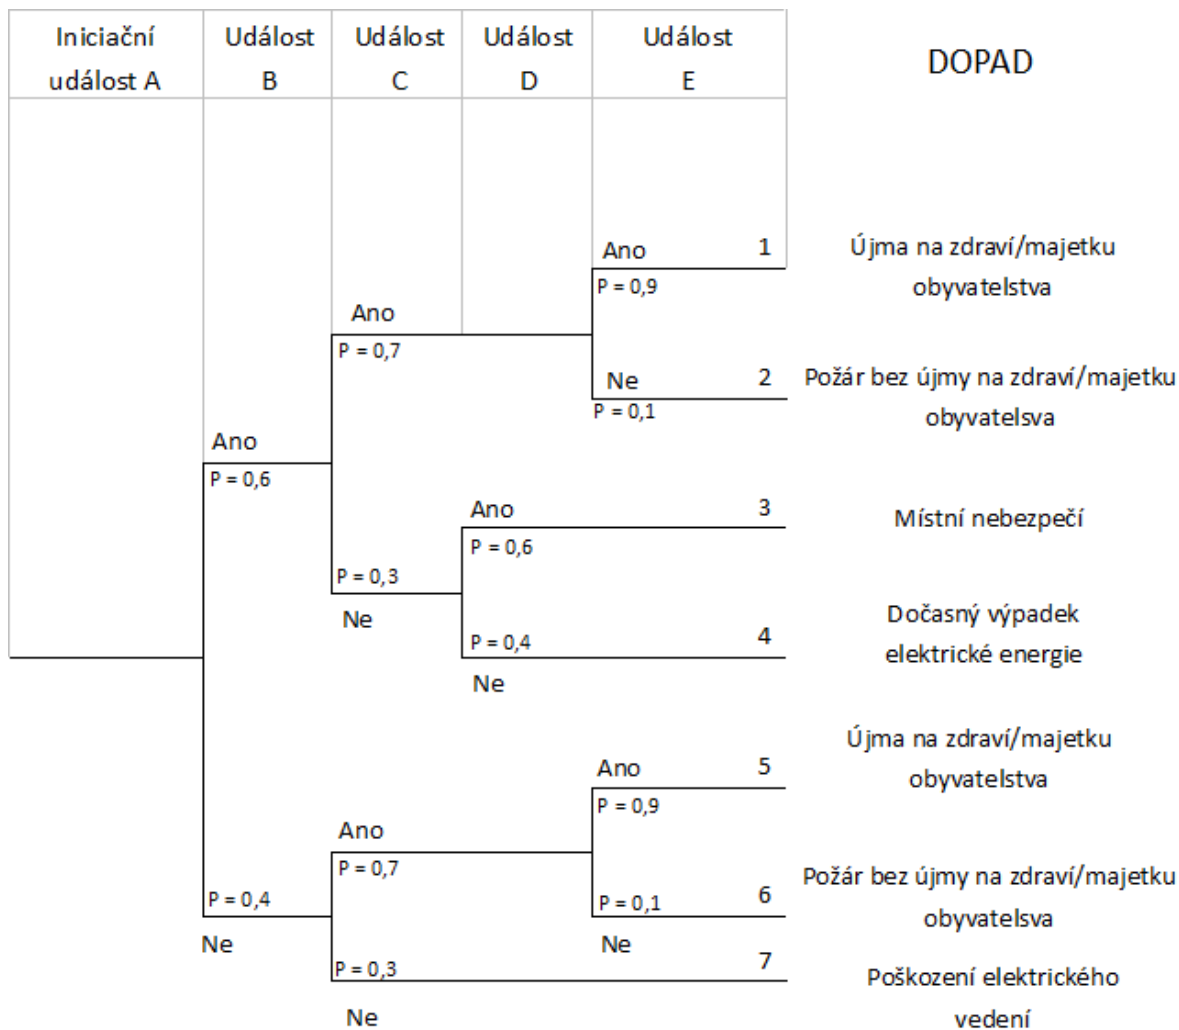 Iniciační
událost A
Událost
B
Událost
C
Událost
D
Událost
E
DOPAD
Ano
1
P = 0,9
Újma na zdraví/majetku
obyvatelstva
Ano
P = 0,7
Ne
2
P = 0,1
Požár bez újmy na zdraví/majetku
obyvatelsva
Ano
P = 0,6
Ano
3
P = 0,6
Místní nebezpečí
P = 0,3
Ne
P = 0,4
4
Ne
Dočasný výpadek
elektrické energie
Ano
5
P = 0,9
Újma na zdraví/majetku
obyvatelstva
Ano
P = 0,7
P = 0,4
Ne
P = 0,1
6
Ne
Požár bez újmy na zdraví/majetku
obyvatelsva
P = 0,3
7
Ne
Poškození elektrického
vedení